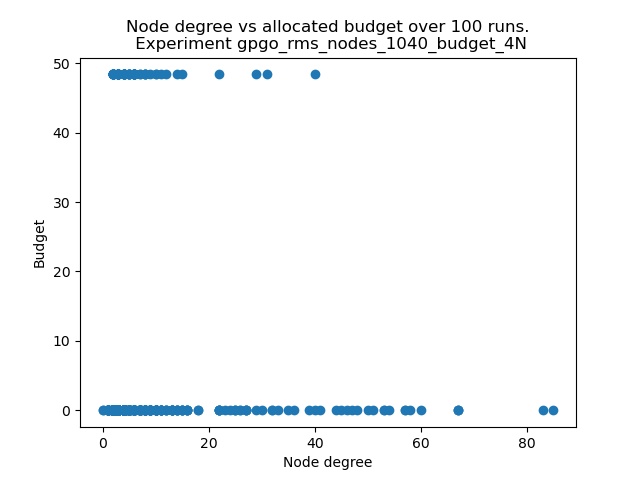 Node degree vs allocated budget over 100 runs.
Experiment gpgo_rms_nodes_1040_budget_4N
50
40
30
20
10
0
Budget
0 20 40 60 80
Node degree